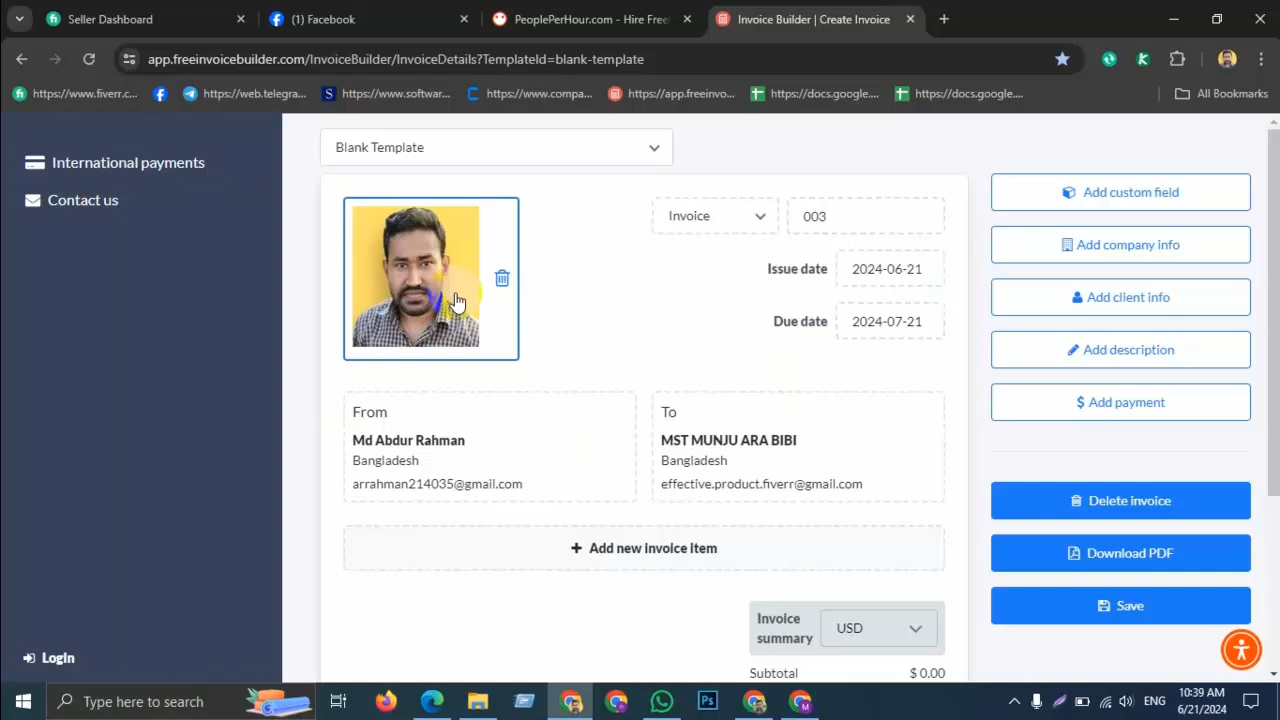 Seller Dashboard
(1) Facebook
PeoplePerHour.com - Hire Free
Invoice Builder | Create Invoice
app.freeinvoicebuilder.com/InvoiceBuilder/InvoiceDetails?TemplateId=blank-template
https://www.fiverr.c...
https://web.telegra...
https://www.softwar...
https://www.compa...
https://app.freeinvo...
https://docs.google....
https://docs.google....
All Bookmarks
International payments
Contact us
Login
Blank Template
Invoice
003
Issue date
2024-06-21
Due date
2024-07-21
From
Md Abdur Rahman
Bangladesh
arrahman214035@gmail.com
To
MST MUNJU ARA BIBI
Bangladesh
effective.product.fiverr@gmail.com
+ Add new invoice item
Invoice
summary
USD
Subtotal
$ 0.00
Add custom field
Add company info
Add client info
Add description
$ Add payment
Delete invoice
Download PDF
Save
Type here to search
ENG
10:39 AM
6/21/2024